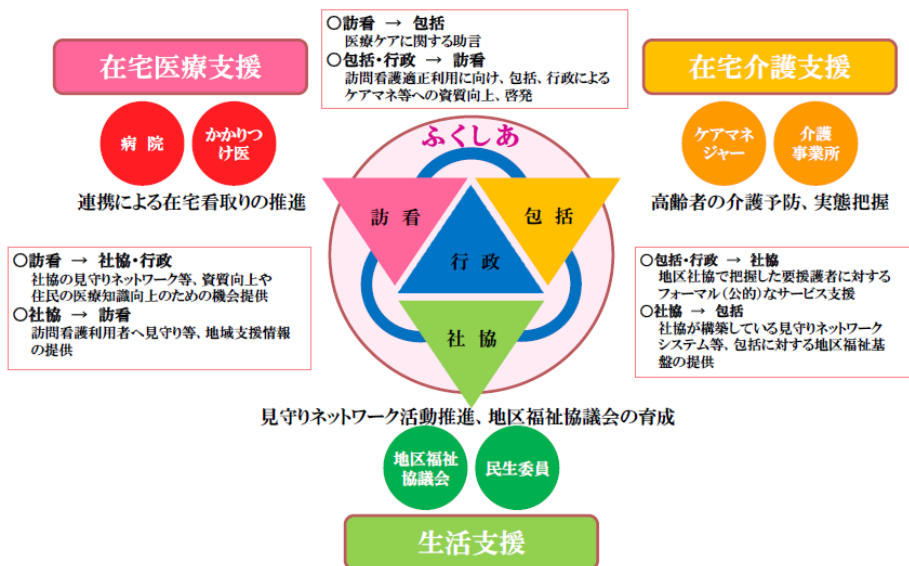 〇訪看 → 包括
医療ケアに関する助言
〇包括・行政 → 訪看
訪問看護適正利用に向け、包括、行政による
ケアマネ等への資質向上、啓発
在宅医療支援
在宅介護支援
病院
かかりつ
け医
ケアマネ
ジャー
介護
事業所
連携による在宅看取りの推進
高齢者の介護予防、実態把握
ふくしあ
訪看
包括
行政
社協
〇訪看 → 社協・行政
社協の見守りネットワーク等、資質向上や
住民の医療知識向上のための機会提供
〇社協 → 訪看
訪問看護利用者へ見守り等、地域支援情報
の提供
〇包括・行政 → 社協
地区社協で把握した要援護者に対する
フォーマル(公的)なサービス支援
〇社協 → 包括
社協が構築している見守りネットワーク
システム等、包括に対する地区福祉基
盤の提供
見守りネットワーク活動推進、地区福祉協議会の育成
地区福祉
協議会
民生委員
生活支援